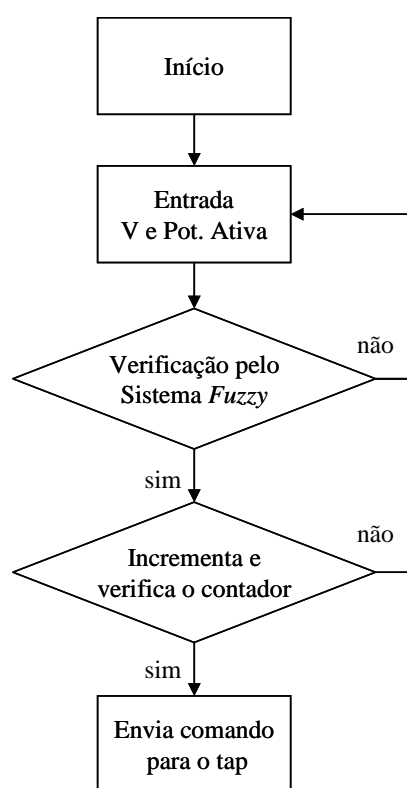 Início
Entrada
V e Pot. Ativa
não
Verificação pelo
Sistema Fuzzy
sim
não
Incrementa e
verifica o contador
sim
Envia comando
para o tap